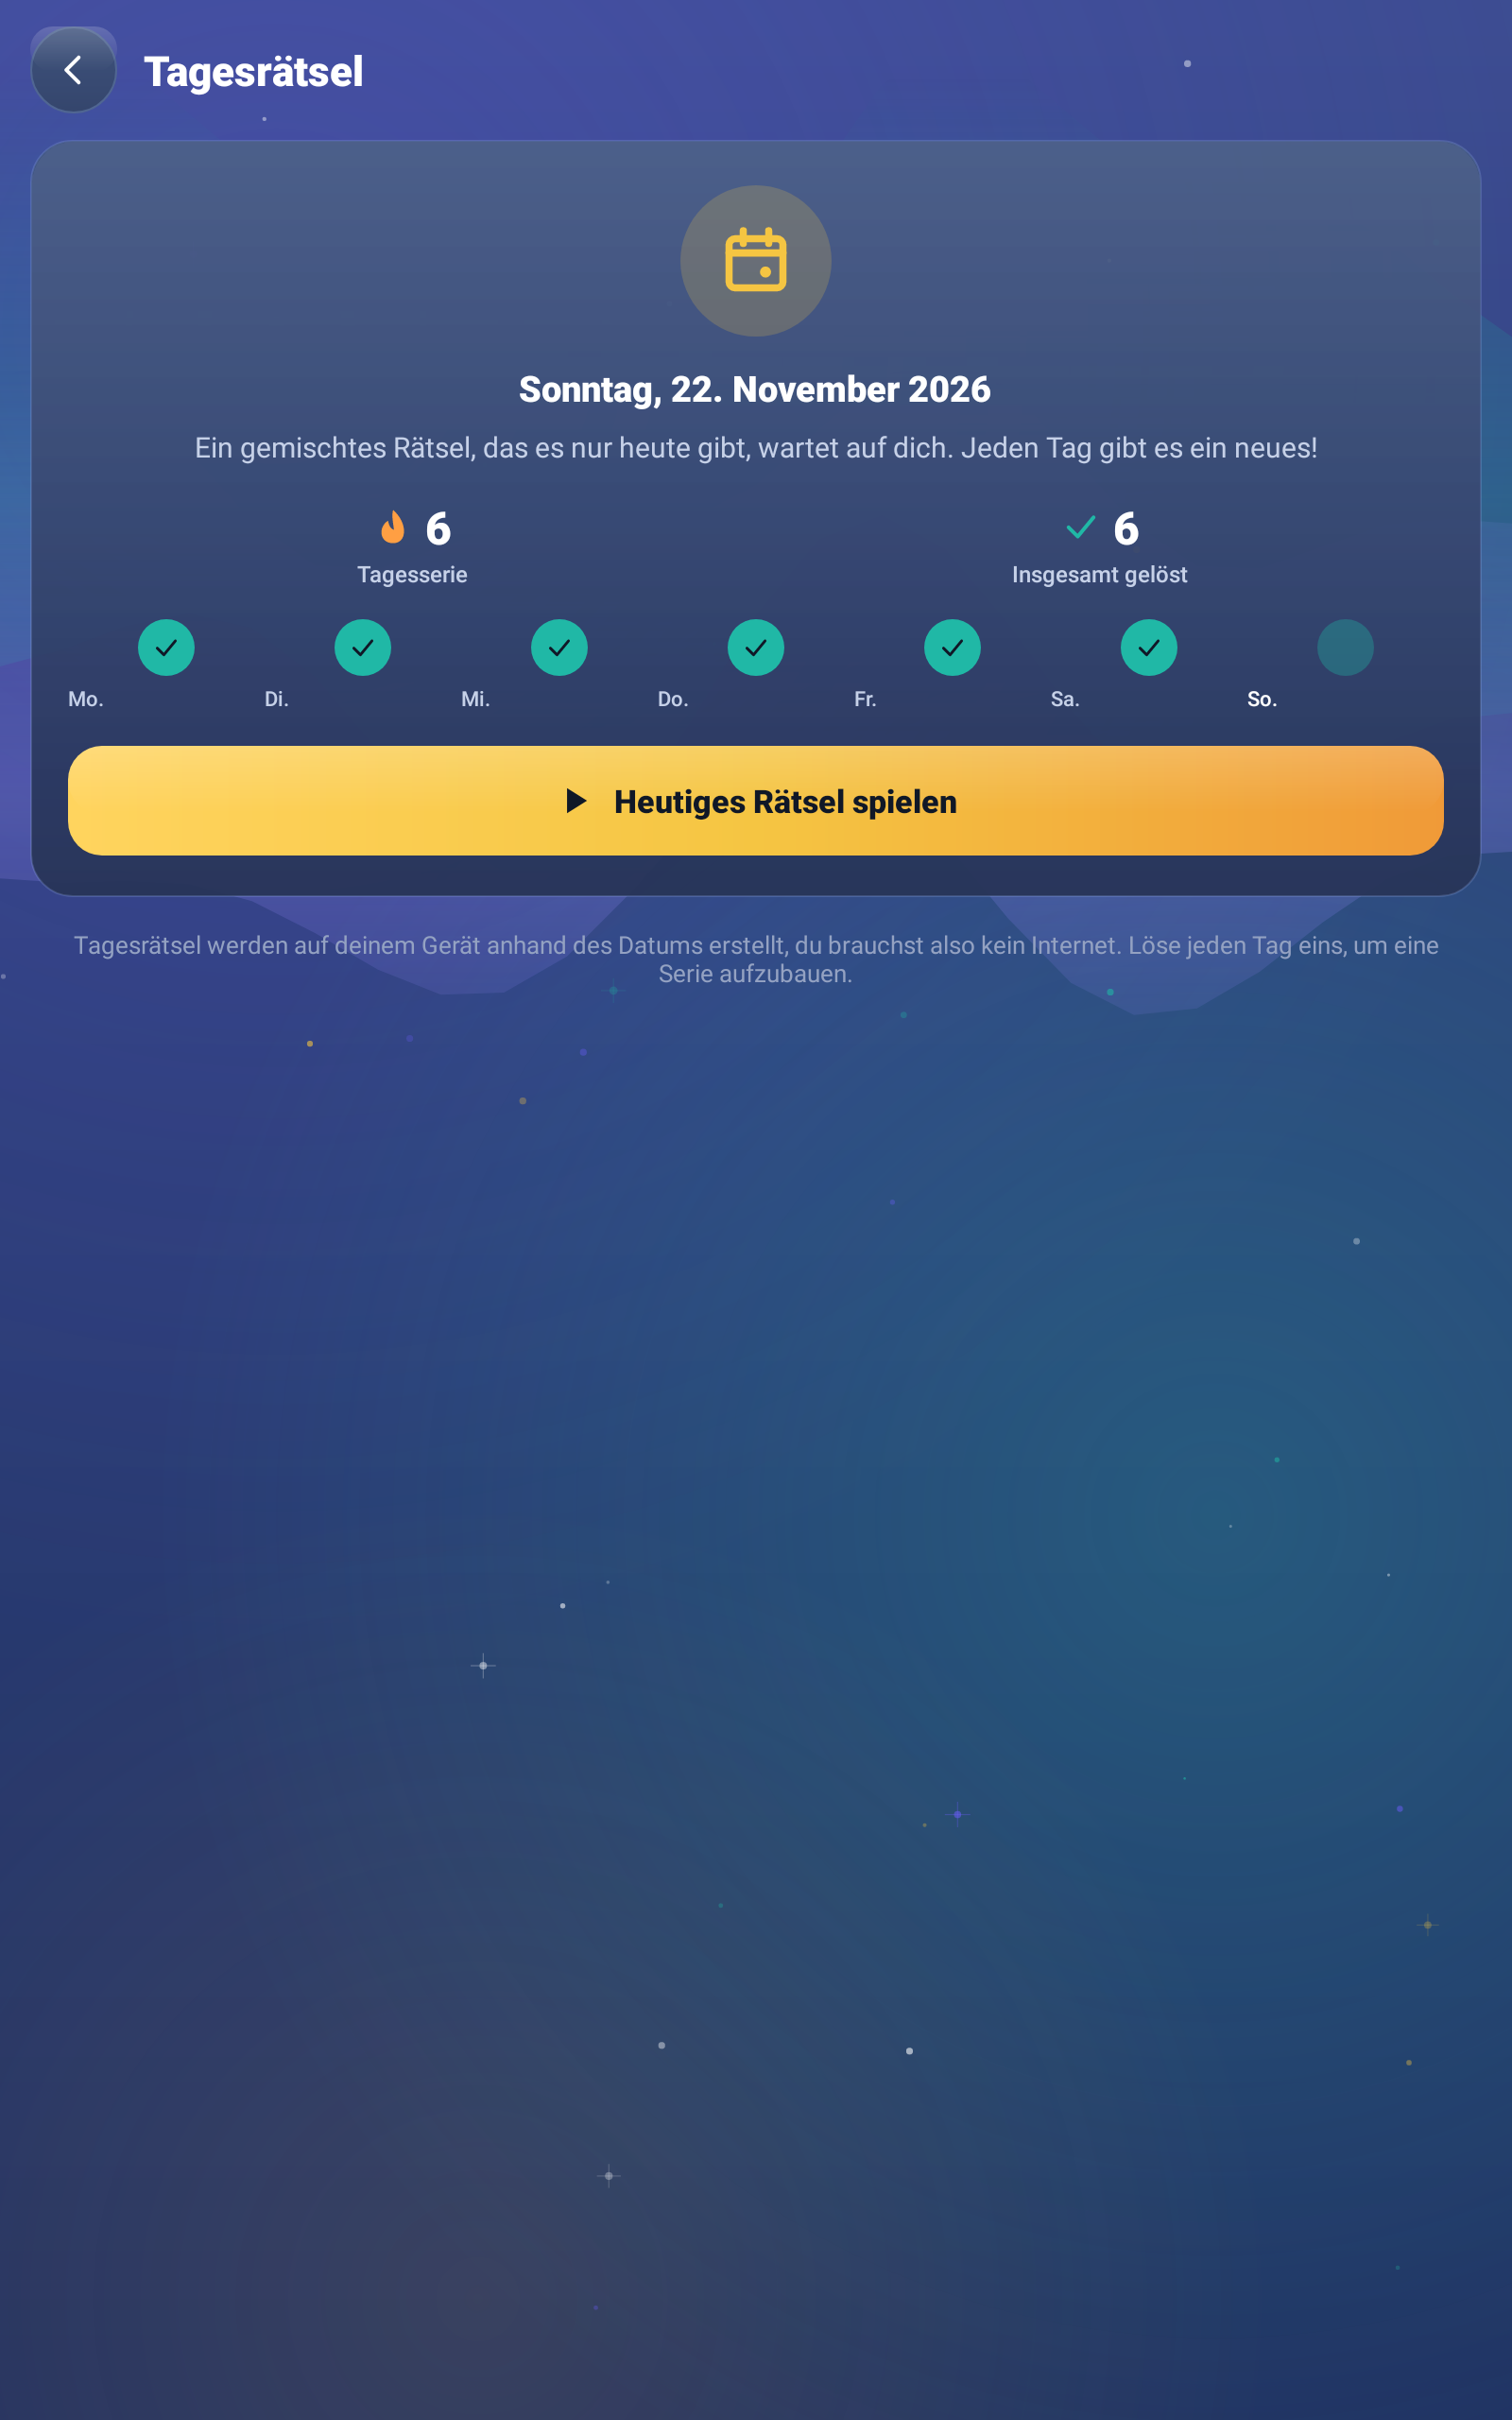 Tagesrätsel
Sonntag, 22. November 2026
Ein gemischtes Rätsel, das es nur heute gibt, wartet auf dich. Jeden Tag gibt es ein neues!
6 6
Tagesserie Insgesamt gelöst
Mo. Di. Mi. Do. Fr. Sa. So.
Heutiges Rätsel spielen
Tagesrätsel werden auf deinem Gerät anhand des Datums erstellt, du brauchst also kein Internet. Löse jeden Tag eins, um eine
Serie aufzubauen.